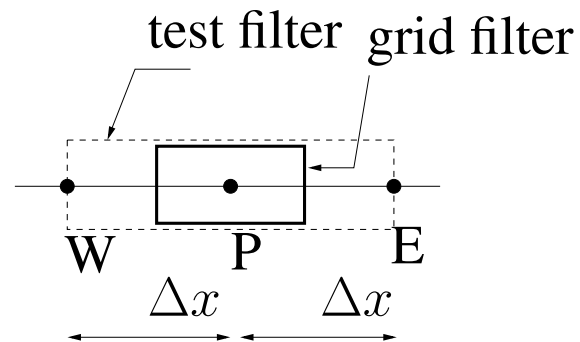 test filter
grid filter
W
P
E
Δx
Δx